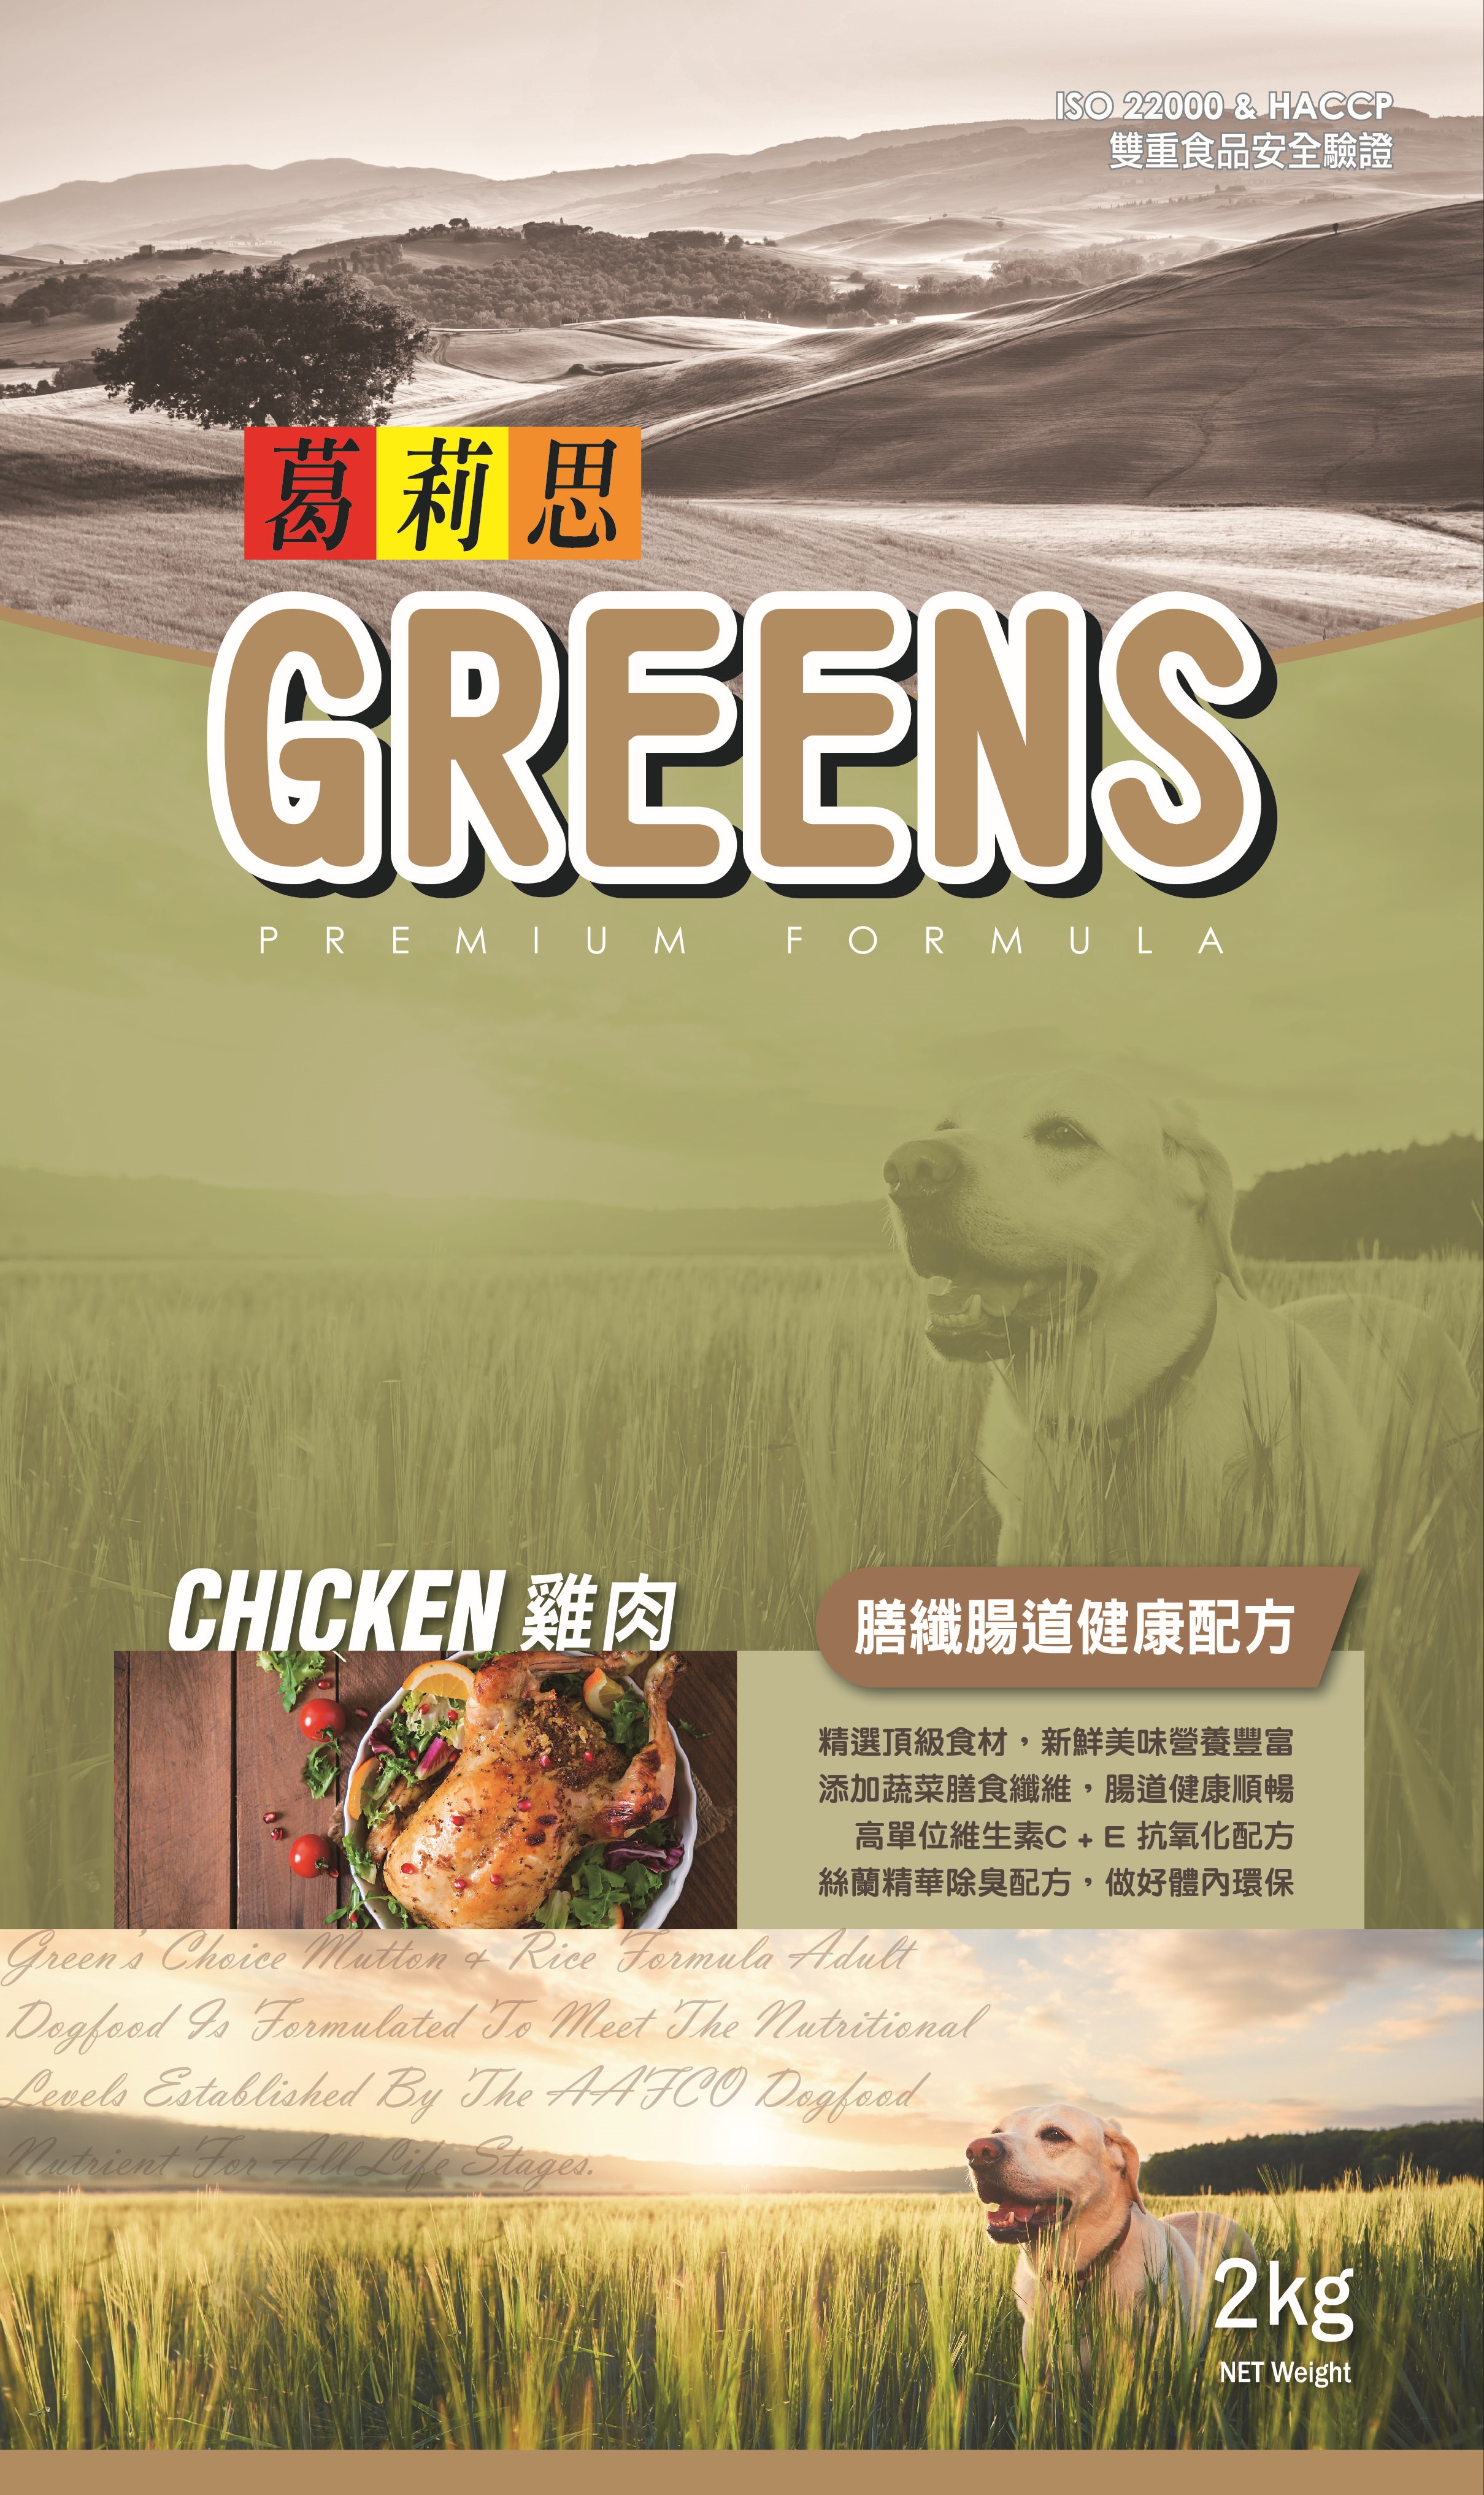 ISO 22000 & HACCP
雙重食品安全驗證
葛莉思
GREENS
PREMIUM FORMULA
CHICKEN 雞肉
膳纖腸道健康配方
精選頂級食材，新鮮美味營養豐富
添加蔬菜膳食纖維，腸道健康順暢
高單位維生素C + E 抗氧化配方
絲蘭精華除臭配方，做好體內環保
Green's Choice Mutton & Rice Formula Adult
Dogfood Is Formulated To Meet The Nutritional
Levels Established By The AAFCO Dogfood
Nutrient For All Life Stages.
2kg
NET Weight